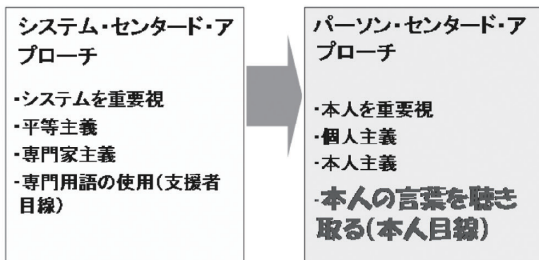 システム・センタード・ア
プローチ
・システムを重要視
・平等主義
・専門家主義
・専門用語の使用(支援者
目線)
パーソン・センタード・ア
プローチ
・本人を重要視
・個人主義
・本人主義
・本人の言葉を聴き
取る(本人目線)